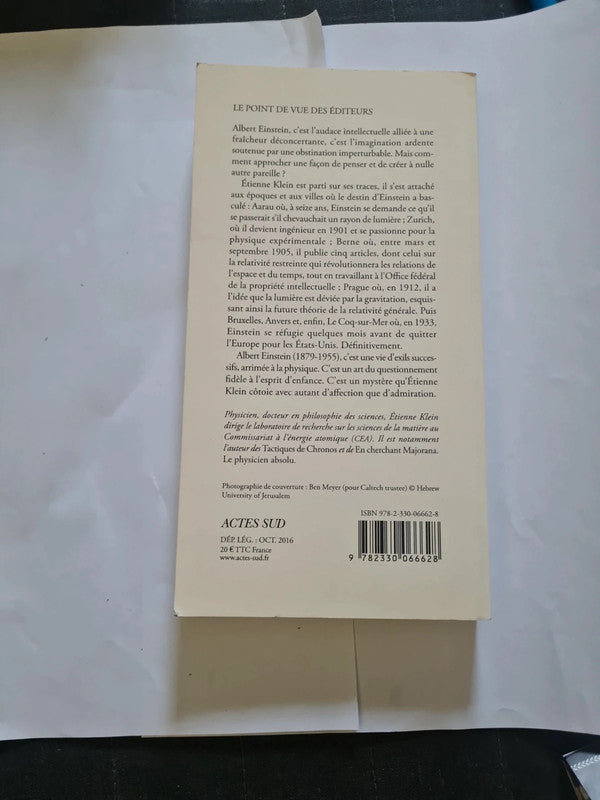 LE POINT DE VUE DES ÉDITEURS
Albert Einstein, c'est l'audace intellectuelle alliée à une
fraîcheur déconcertante, c'est l'imagination ardente
soutenue par une obstination imperturbable. Mais com-
ment approcher une façon de penser et de créer à nulle
autre pareille ?
Étienne Klein est parti sur ses traces, il s'est attaché
aux époques et aux villes où le destin d'Einstein a bas-
culé : Aarau où, à seize ans, Einstein se demande ce qu'il
se passerait s'il chevauchait un rayon de lumière ; Zurich,
où il devient ingénieur en 1901 et se passionne pour la
physique expérimentale ; Berne où, entre mars et
septembre 1905, il publie cinq articles, dont celui sur
la relativité restreinte qui révolutionnera les relations de
l'espace et du temps, tout en travaillant à l'Office fédéral
de la propriété intellectuelle ; Prague où, en 1912, il a
l'idée que la lumière est déviée par la gravitation, esquis-
sant ainsi la future théorie de la relativité générale. Puis
Bruxelles, Anvers et, enfin, Le Coq-sur-Mer où, en 1933,
Einstein se réfugie quelques mois avant de quitter
l'Europe pour les États-Unis. Définitivement.
Albert Einstein (1879-1955), c'est une vie d'exils succes-
sifs, arrimée à la physique. C'est un art du questionnement
fidèle à l'esprit d'enfance. C'est un mystère qu'Étienne
Klein côtoie avec autant d'affection que d'admiration.
Physicien, docteur en philosophie des sciences, Étienne Klein
dirige le laboratoire de recherche sur les sciences de la matière au
Commissariat à l'énergie atomique (CEA). Il est notamment
l'auteur des Tactiques de Chronos et de En cherchant Majorana.
Le physicien absolu.
Photographie de couverture : Ben Meyer (pour Caltech trustee) © Hebrew
University of Jerusalem
ACTES SUD
DÉP. LÉG. : OCT. 2016
20 € TTC France
www.actes-sud.fr
ISBN 978-2-330-06662-8
9 782330 066628